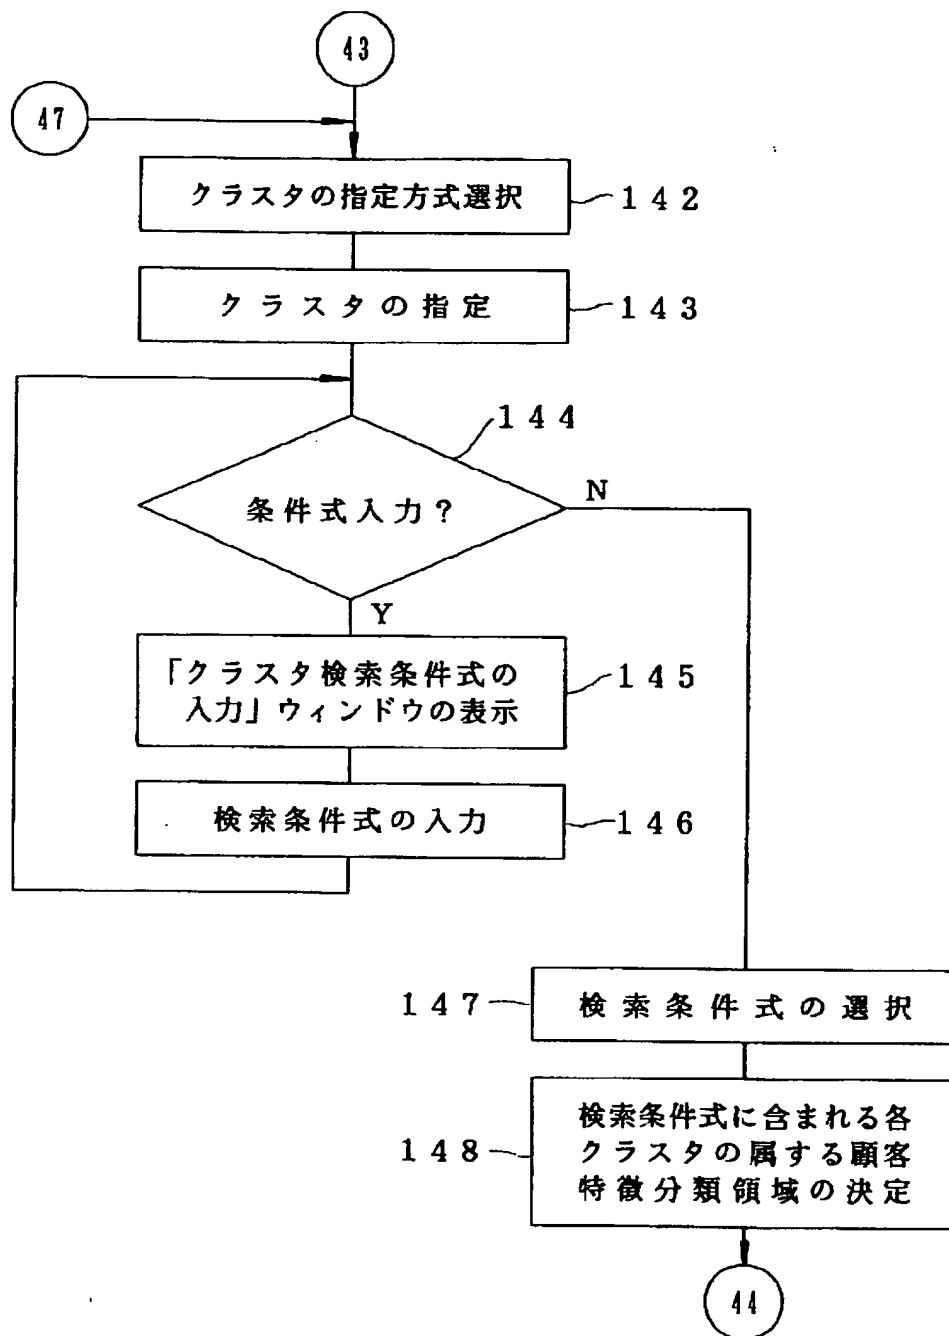 43
47
クラスタの指定方式選択
142
クラスタの指定
143
144
条件式入力?
N
Y
「クラスタ検索条件式の
入力」ウィンドウの表示
145
検索条件式の入力
146
147
検索条件式の選択
148
検索条件式に含まれる各
クラスタの属する顧客
特徴分類領域の決定
44